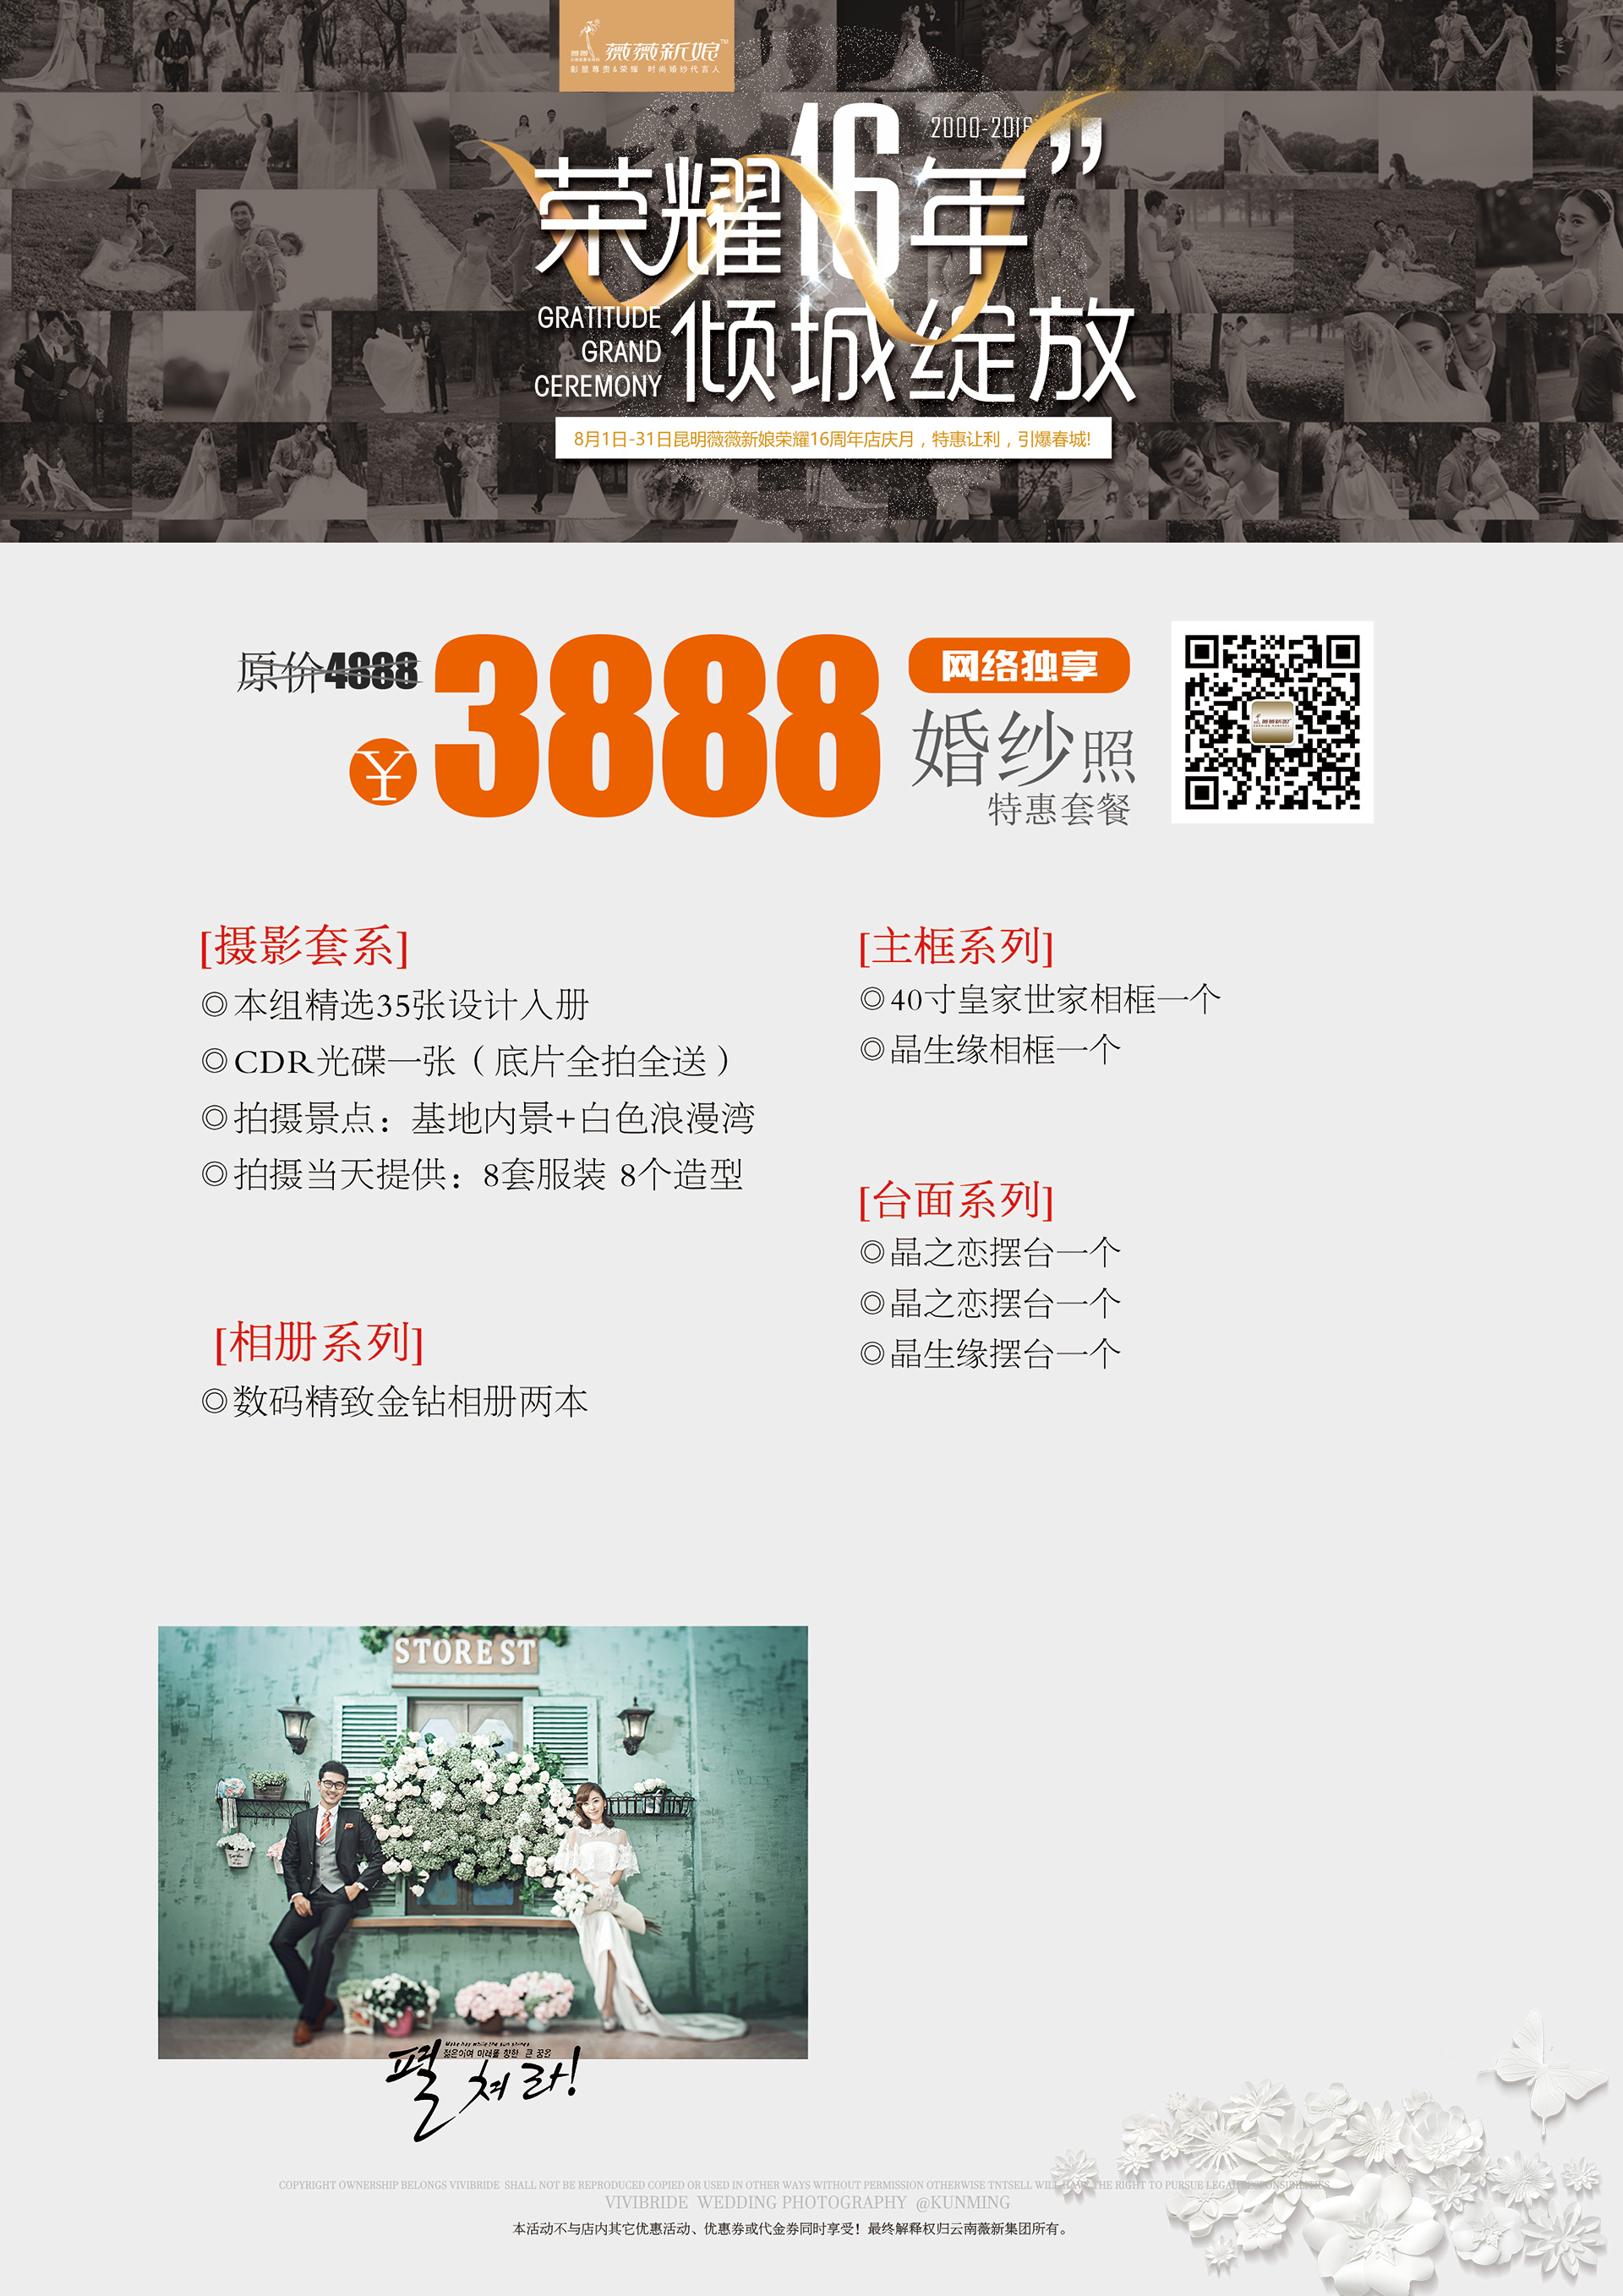 薇薇新娘™
影星尊贵&荣耀 时尚婚纱代言人
2000-2016
荣耀16年”
GRATITUDE
GRAND
CEREMONY
倾城绽放
8月1日-31日昆明薇薇新娘荣耀16周年店庆月，特惠让利，引爆春城!
原价4888
¥3888
网络独享
婚纱照
特惠套餐
[摄影套系]
◎本组精选35张设计入册
◎CDR光碟一张（底片全拍全送）
◎拍摄景点：基地内景+白色浪漫湾
◎拍摄当天提供：8套服装 8个造型
[相册系列]
◎数码精致金钻相册两本
[主框系列]
◎40寸皇家世家相框一个
◎晶生缘相框一个
[台面系列]
◎晶之恋摆台一个
◎晶之恋摆台一个
◎晶生缘摆台一个
STORE ST
젊은이여 미래를 향한 큰 꿈을
펼쳐라!
COPYRIGHT OWNERSHIP BELONGS VIVIBRIDE SHALL NOT BE REPRODUCED COPIED OR USED IN OTHER WAYS WITHOUT PERMISSION OTHERWISE TNTSELL WILL HAVE THE RIGHT TO PURSUE LEGAL RESPONSIBILITIES
VIVIBRIDE WEDDING PHOTOGRAPHY @KUNMING
本活动不与店内其它优惠活动、优惠券或代金券同时享受！最终解释权归云南薇新集团所有。